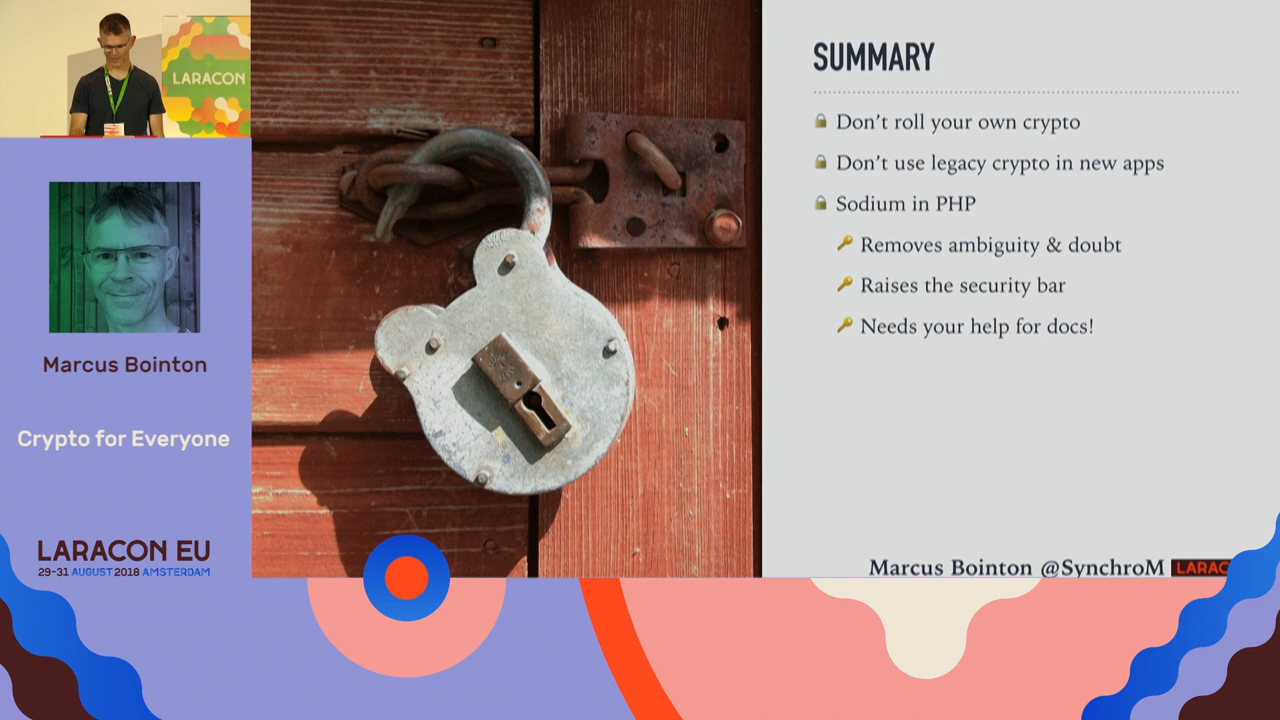 LARACON
Marcus Bointon
Crypto for Everyone
LARACON EU
29-31 AUGUST 2018 AMSTERDAM
SUMMARY
Don't roll your own crypto
Don't use legacy crypto in new apps
Sodium in PHP
Removes ambiguity & doubt
Raises the security bar
Needs your help for docs!
Marcus Bointon @SynchroM LARAC